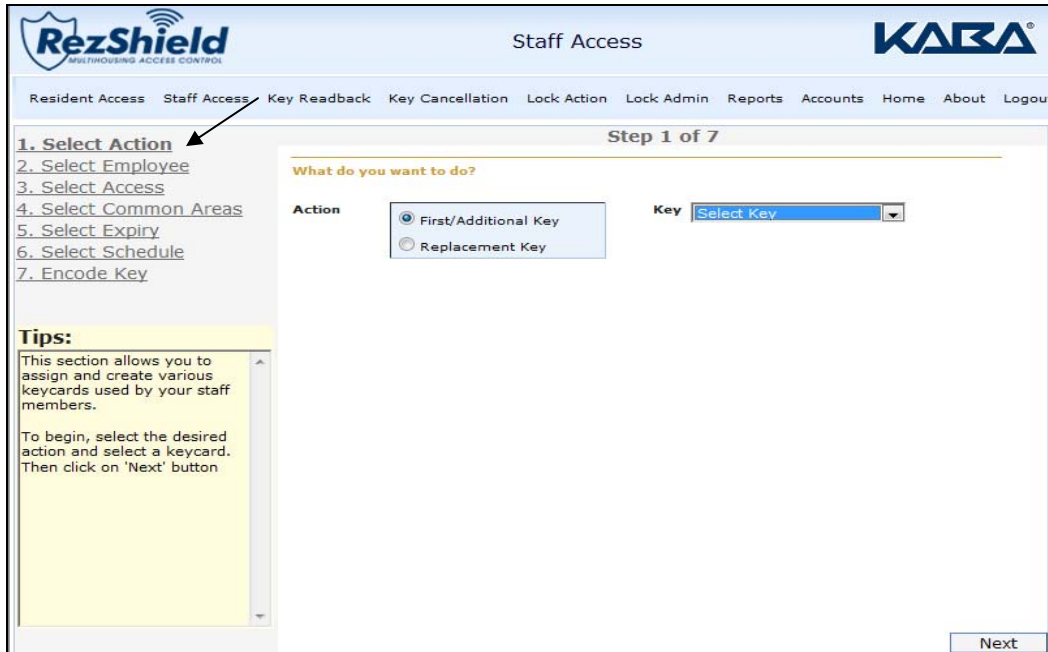 RezShield
MULTIHOUSING ACCESS CONTROL
Staff Access
KABA®
Resident Access Staff Access Key Readback Key Cancellation Lock Action Lock Admin Reports Accounts Home About Logou
1. Select Action
2. Select Employee
3. Select Access
4. Select Common Areas
5. Select Expiry
6. Select Schedule
7. Encode Key
Tips:
This section allows you to
assign and create various
keycards used by your staff
members.
To begin, select the desired
action and select a keycard.
Then click on 'Next' button
Step 1 of 7
What do you want to do?
Action
First/Additional Key
Replacement Key
Key Select Key
Next